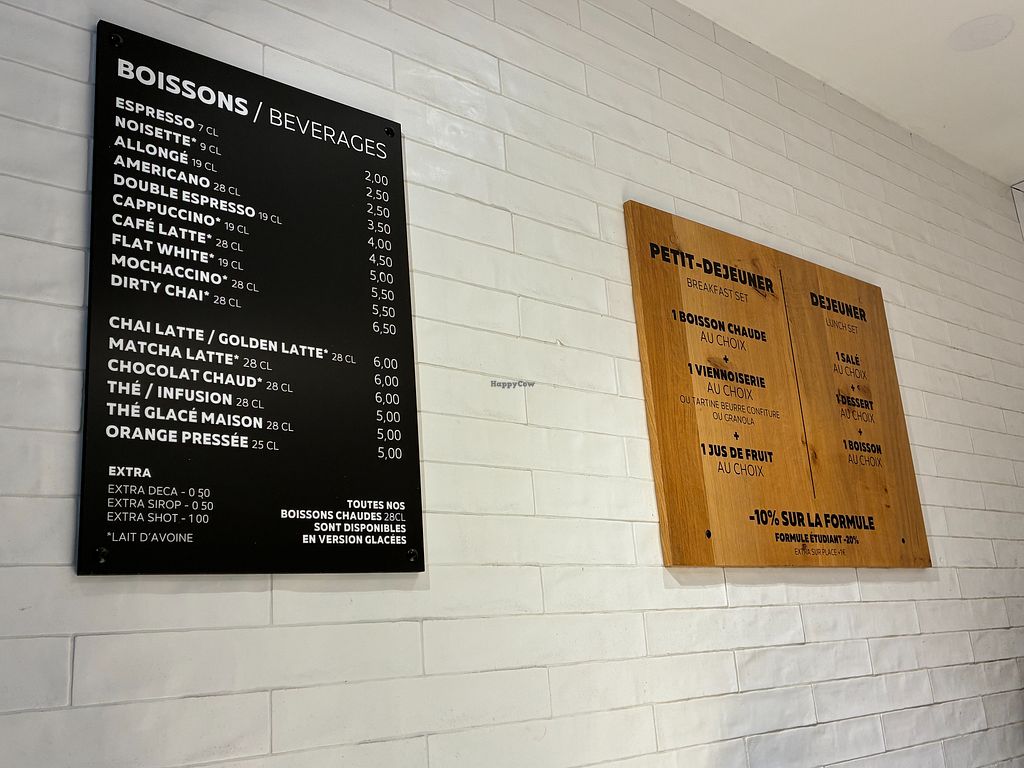 BOISSONS / BEVERAGES
ESPRESSO 7 CL 2,00
NOISETTE* 9 CL 2,50
ALLONGÉ 19 CL 2,50
AMERICANO 28 CL 3,50
DOUBLE ESPRESSO 19 CL 4,00
CAPPUCCINO* 19 CL 4,50
CAFÉ LATTE* 28 CL 5,00
FLAT WHITE* 19 CL 5,50
MOCHACCINO* 28 CL 5,50
DIRTY CHAI* 28 CL 6,50
CHAI LATTE / GOLDEN LATTE* 28 CL 6,00
MATCHA LATTE* 28 CL 6,00
CHOCOLAT CHAUD* 28 CL 6,00
THÉ / INFUSION 28 CL 5,00
THÉ GLACÉ MAISON 28 CL 5,00
ORANGE PRESSÉE 25 CL 5,00
EXTRA
EXTRA DECA - 0 50
EXTRA SIROP - 0 50
EXTRA SHOT - 1 00
*LAIT D'AVOINE
TOUTES NOS
BOISSONS CHAUDES 28CL
SONT DISPONIBLES
EN VERSION GLACÉES
HappyCow
PETIT-DEJEUNER
BREAKFAST SET
1 BOISSON CHAUDE
AU CHOIX
+
1 VIENNOISERIE
AU CHOIX
OU TARTINE BEURRE CONFITURE
OU GRANOLA
+
1 JUS DE FRUIT
AU CHOIX
DEJEUNER
LUNCH SET
1 SALÉ
AU CHOIX
+
1 DESSERT
AU CHOIX
+
1 BOISSON
AU CHOIX
-10% SUR LA FORMULE
FORMULE ÉTUDIANT -20%
EXTRA SUR PLACE +1€